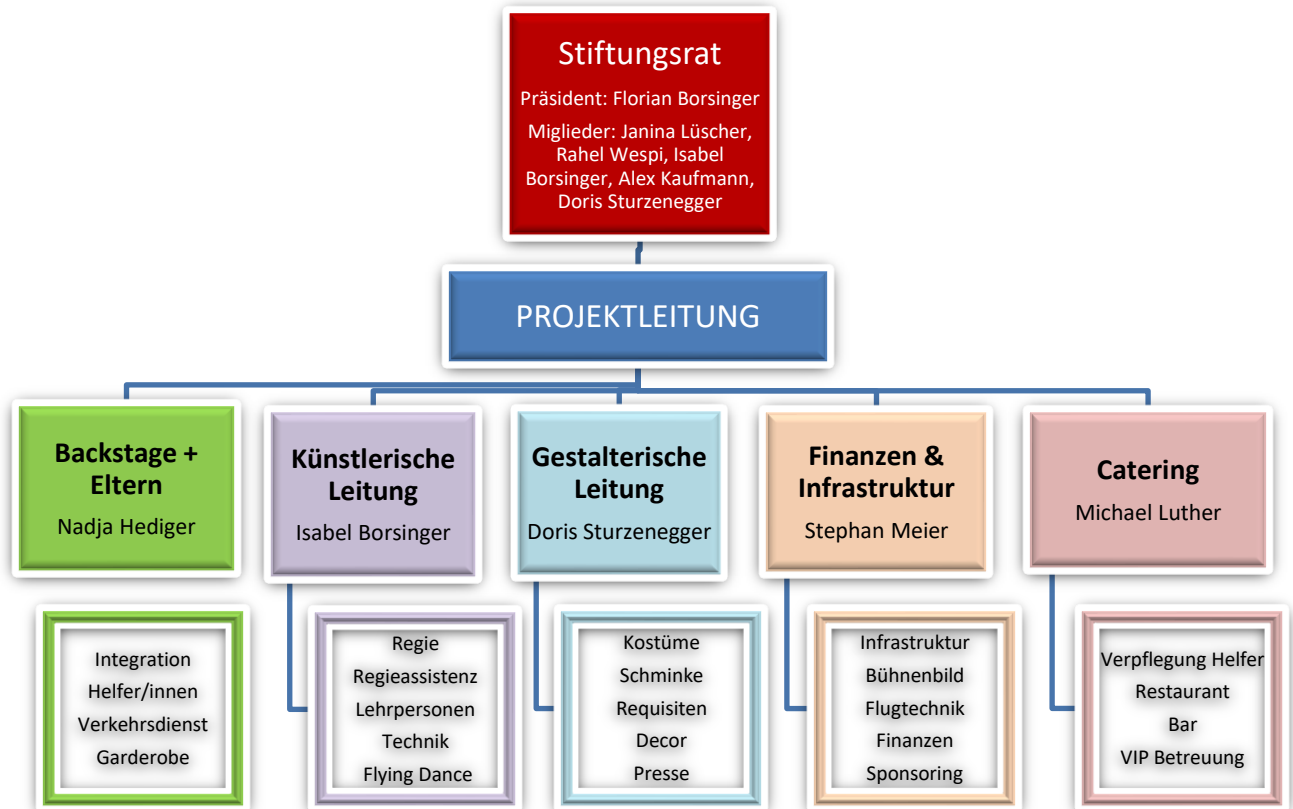 Stiftungsrat
Präsident: Florian Borsinger
Miglieder: Janina Lüscher,
Rahel Wespi, Isabel
Borsinger, Alex Kaufmann,
Doris Sturzenegger
PROJEKTLEITUNG
Backstage +
Eltern
Nadja Hediger
Künstlerische
Leitung
Isabel Borsinger
Gestalterische
Leitung
Doris Sturzenegger
Finanzen &
Infrastruktur
Stephan Meier
Catering
Michael Luther
Integration
Helfer/innen
Verkehrsdienst
Garderobe
Regie
Regieassistenz
Lehrpersonen
Technik
Flying Dance
Kostüme
Schminke
Requisiten
Decor
Presse
Infrastruktur
Bühnenbild
Flugtechnik
Finanzen
Sponsoring
Verpflegung Helfer
Restaurant
Bar
VIP Betreuung